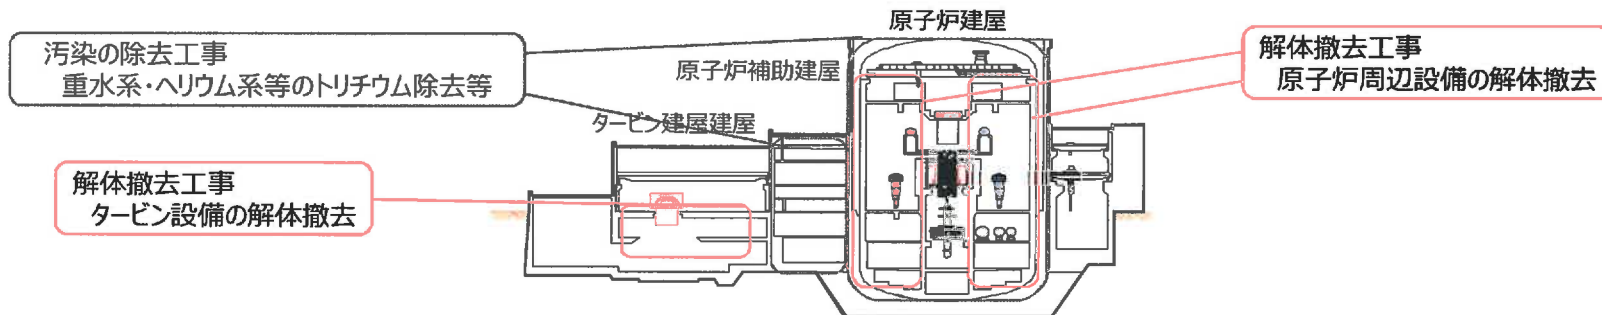 原子炉建屋
汚染の除去工事
重水系・ヘリウム系等のトリチウム除去等
原子炉補助建屋
解体撤去工事
原子炉周辺設備の解体撤去
タービン建屋建屋
解体撤去工事
タービン設備の解体撤去